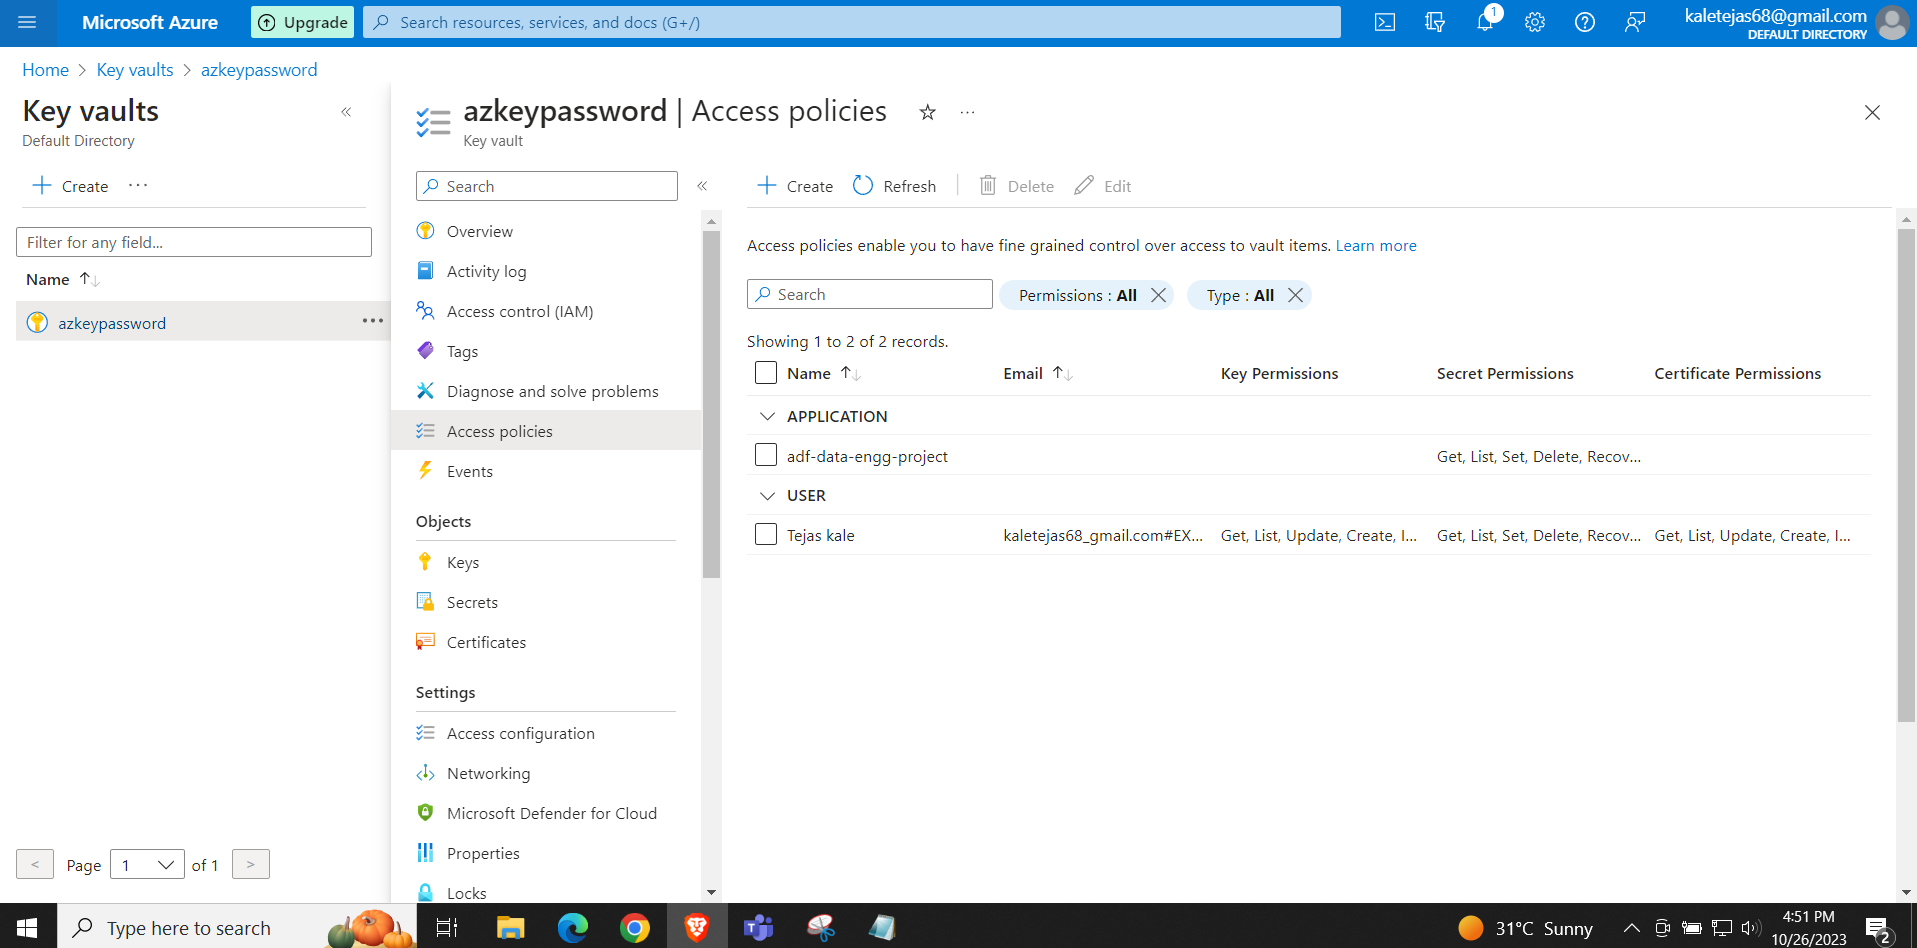 Microsoft Azure
Upgrade
Search resources, services, and docs (G+/)
1
kaletejas68@gmail.com
DEFAULT DIRECTORY
Home > Key vaults > azkeypassword
Key vaults
Default Directory
Create ...
Filter for any field...
Name
azkeypassword
< Page 1 of 1 >
azkeypassword | Access policies
Key vault
Search
Overview
Activity log
Access control (IAM)
Tags
Diagnose and solve problems
Access policies
Events
Objects
Keys
Secrets
Certificates
Settings
Access configuration
Networking
Microsoft Defender for Cloud
Properties
Locks
Create Refresh Delete Edit
Access policies enable you to have fine grained control over access to vault items. Learn more
Search
Permissions : All
Type : All
Showing 1 to 2 of 2 records.
Name Email Key Permissions Secret Permissions Certificate Permissions
APPLICATION
adf-data-engg-project Get, List, Set, Delete, Recov...
USER
Tejas kale kaletejas68_gmail.com#EX... Get, List, Update, Create, I... Get, List, Set, Delete, Recov... Get, List, Update, Create, I...
Type here to search
31°C Sunny
4:51 PM
10/26/2023
2